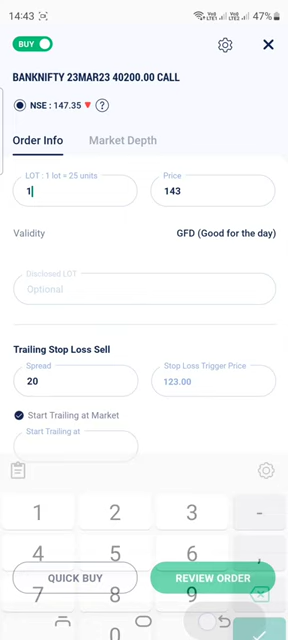 14:43
VoLTE1 VoLTE2 47%
BUY
BANKNIFTY 23MAR23 40200.00 CALL
NSE : 147.35 ▼ ?
Order Info Market Depth
LOT : 1 lot = 25 units Price
1 143
Validity GFD (Good for the day)
Disclosed LOT
Optional
Trailing Stop Loss Sell
Spread Stop Loss Trigger Price
20 123.00
Start Trailing at Market
Start Trailing at
1 2 3 -
4 5 6 ,
QUICK BUY REVIEW ORDER
7 8 9
0